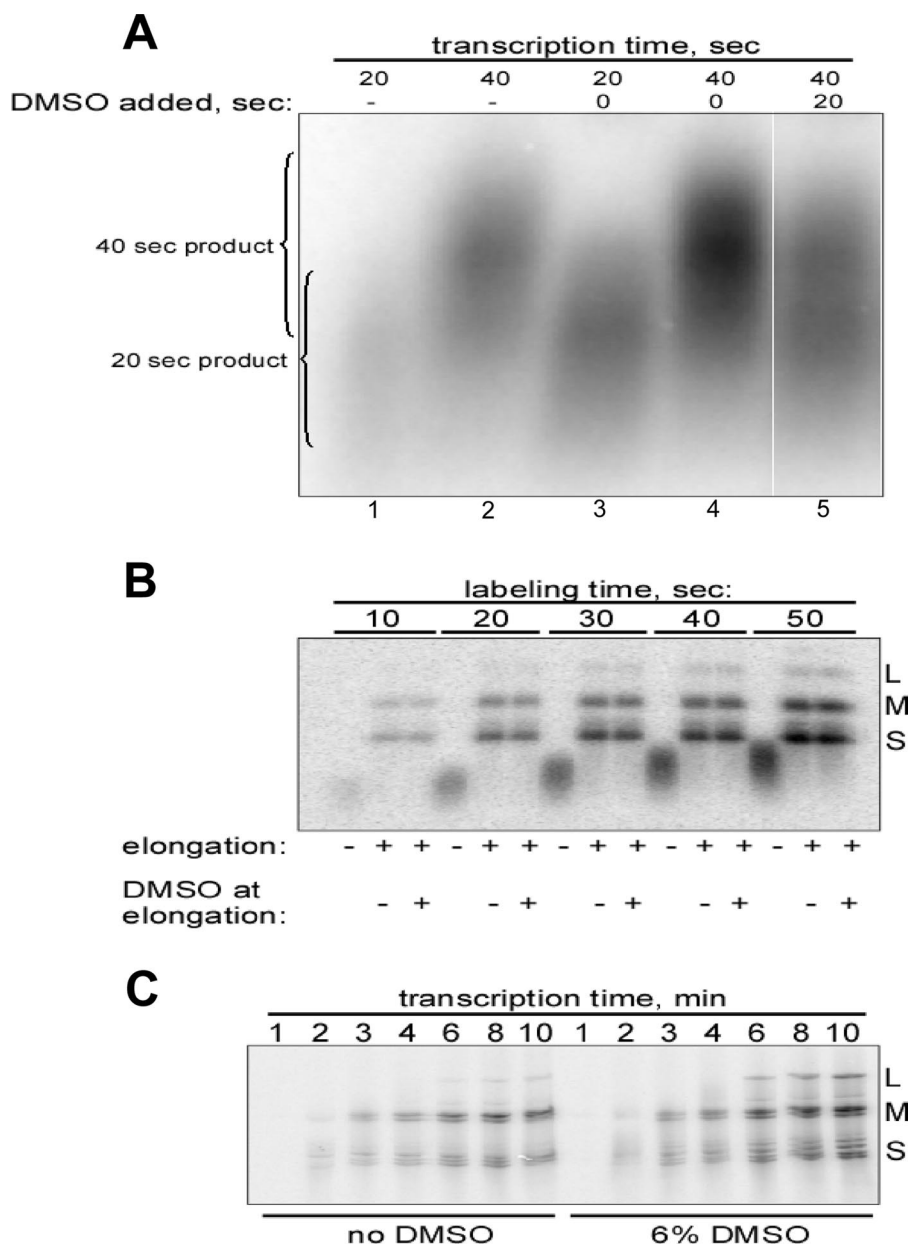 A
transcription time, sec
20 40 20 40 40
DMSO added, sec: - - 0 0 20
40 sec product
20 sec product
1 2 3 4 5
B
labeling time, sec:
10 20 30 40 50
L
M
S
elongation: - + + - + + - + + - + + - + +
DMSO at
elongation: - + - + - + - + - +
C
transcription time, min
1 2 3 4 6 8 10 1 2 3 4 6 8 10
L
M
S
no DMSO 6% DMSO